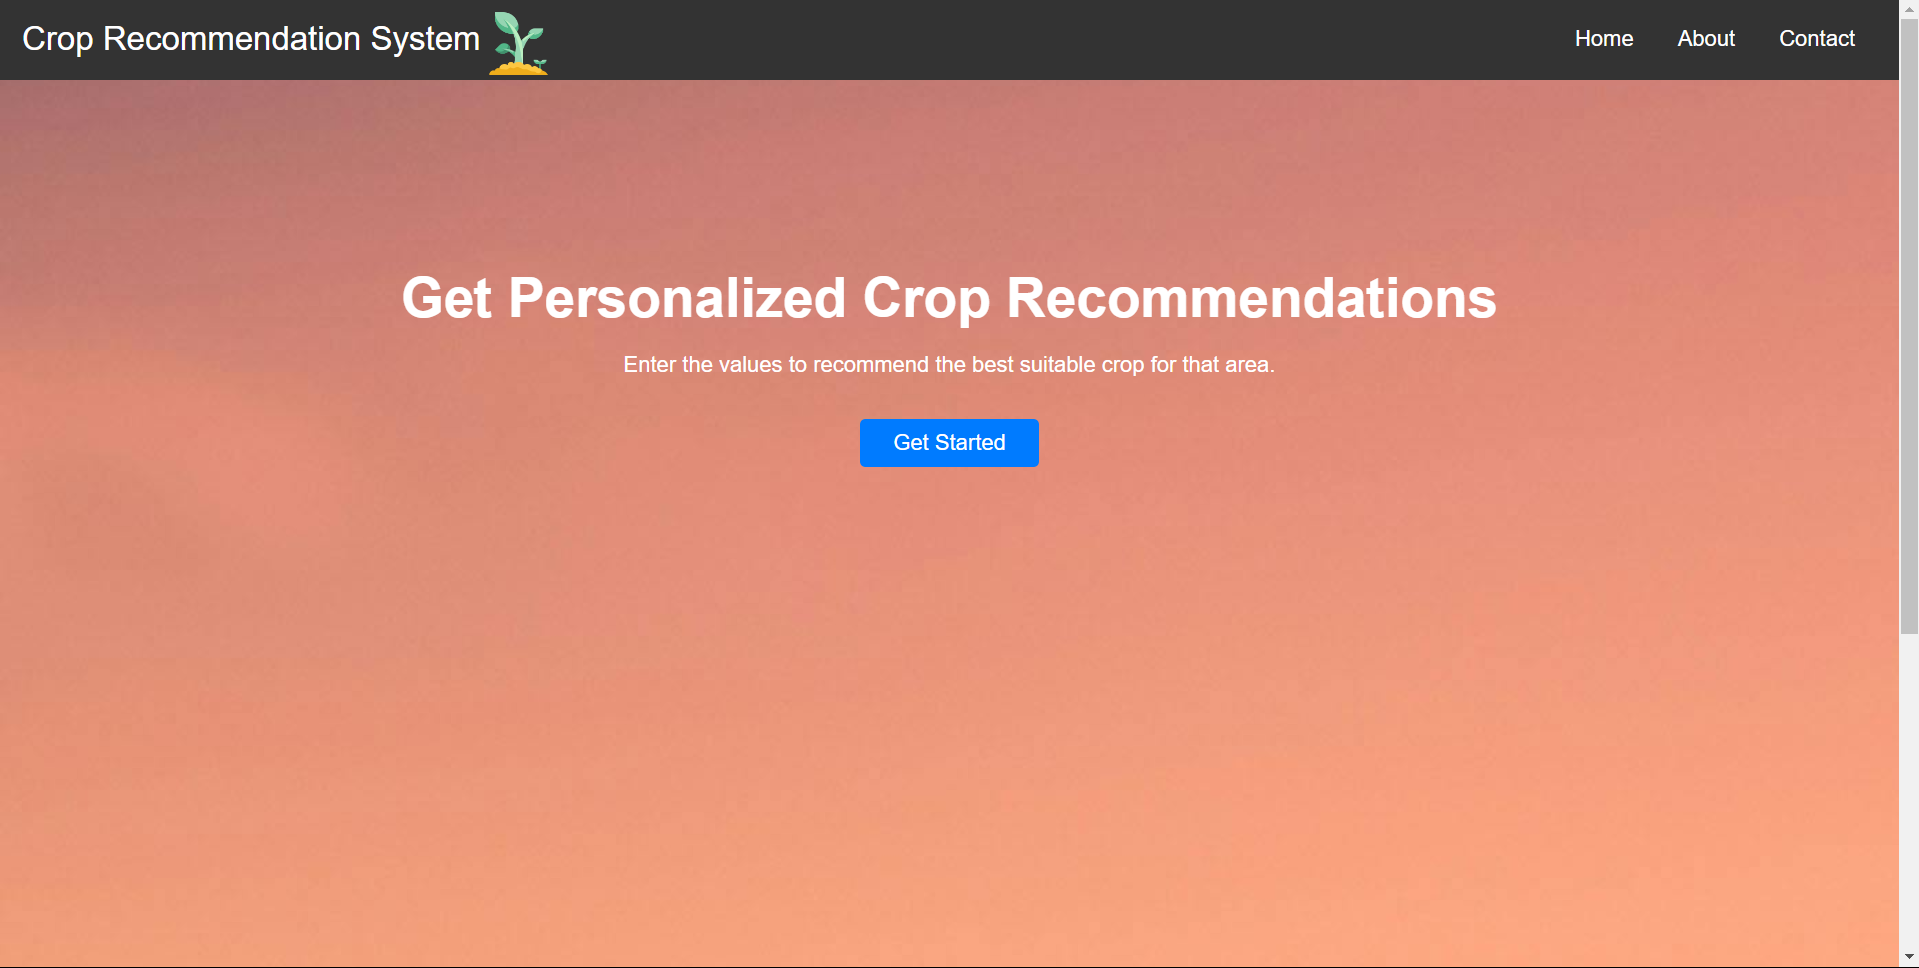 Crop Recommendation System
Home About Contact
Get Personalized Crop Recommendations
Enter the values to recommend the best suitable crop for that area.
Get Started